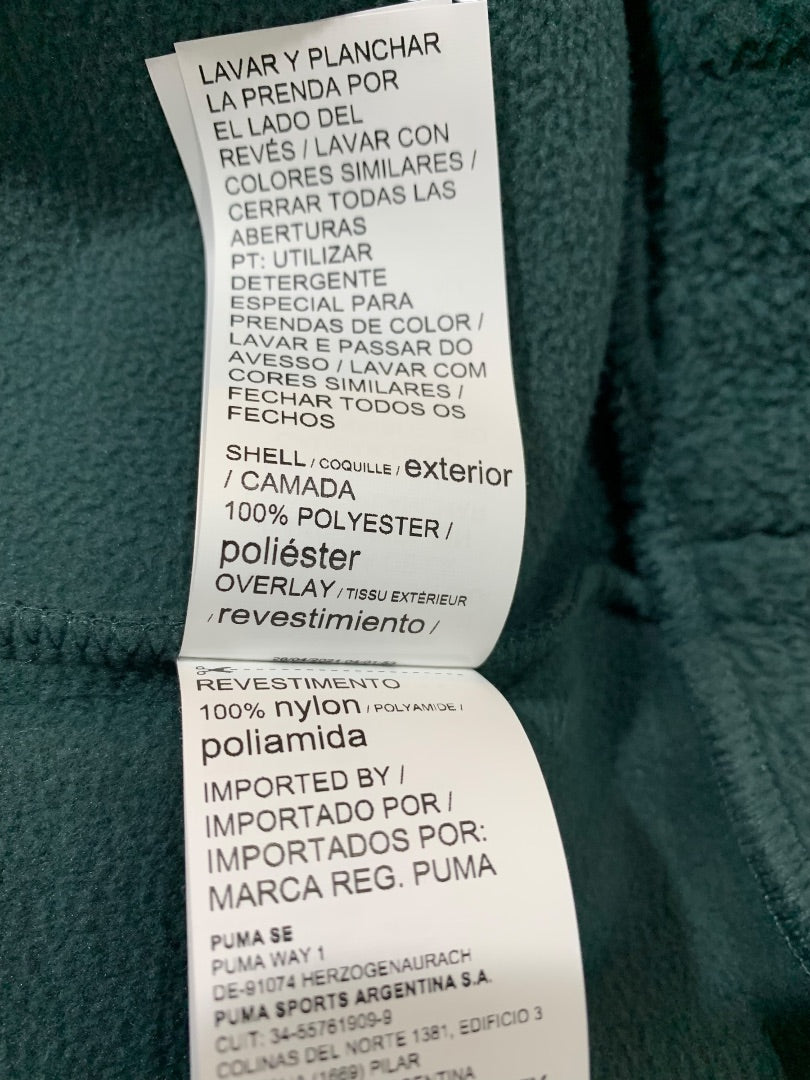 LAVAR Y PLANCHAR
LA PRENDA POR
EL LADO DEL
REVÉS / LAVAR CON
COLORES SIMILARES /
CERRAR TODAS LAS
ABERTURAS
PT: UTILIZAR
DETERGENTE
ESPECIAL PARA
PRENDAS DE COLOR /
LAVAR E PASSAR DO
AVESSO / LAVAR COM
CORES SIMILARES /
FECHAR TODOS OS
FECHOS
SHELL / COQUILLE / exterior
/ CAMADA
100% POLYESTER /
poliéster
OVERLAY / TISSU EXTÉRIEUR
/ revestimiento /
REVESTIMENTO
100% nylon / POLYAMIDE /
poliamida
IMPORTED BY /
IMPORTADO POR /
IMPORTADOS POR:
MARCA REG. PUMA
PUMA SE
PUMA WAY 1
DE-91074 HERZOGENAURACH
PUMA SPORTS ARGENTINA S.A.
CUIT: 34-55761909-9
COLINAS DEL NORTE 1381, EDIFICIO 3
(1669) PILAR